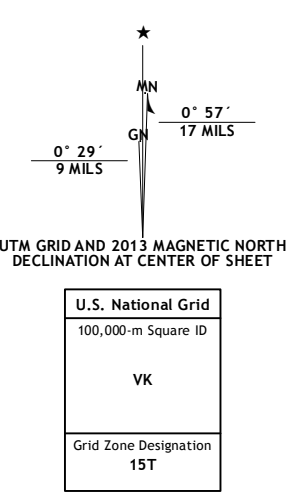 ★
MN
0° 57´
17 MILS
GN
0° 29´
9 MILS
UTM GRID AND 2013 MAGNETIC NORTH
DECLINATION AT CENTER OF SHEET
U.S. National Grid
100,000-m Square ID
VK
Grid Zone Designation
15T